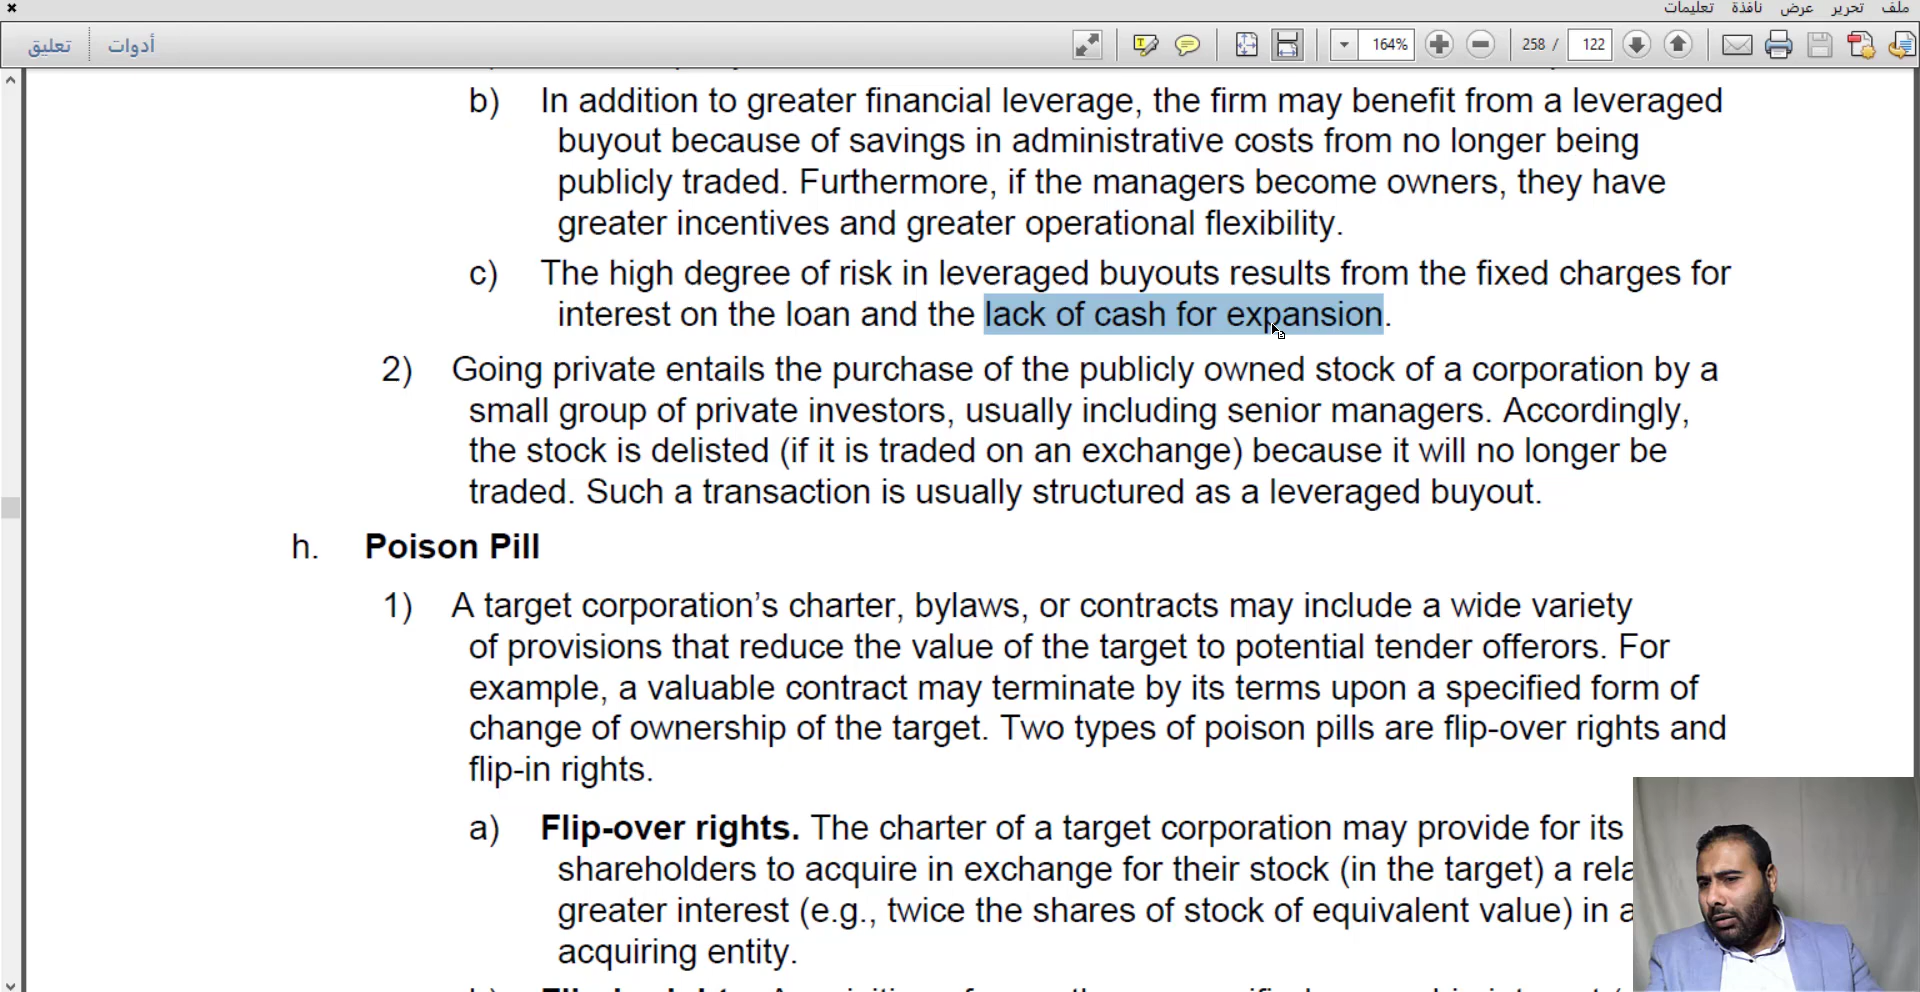 ملف تحرير عرض نافذة تعليمات
أدوات تعليق
122 / 258 164%
b) In addition to greater financial leverage, the firm may benefit from a leveraged
buyout because of savings in administrative costs from no longer being
publicly traded. Furthermore, if the managers become owners, they have
greater incentives and greater operational flexibility.
c) The high degree of risk in leveraged buyouts results from the fixed charges for
interest on the loan and the lack of cash for expansion.
2) Going private entails the purchase of the publicly owned stock of a corporation by a
small group of private investors, usually including senior managers. Accordingly,
the stock is delisted (if it is traded on an exchange) because it will no longer be
traded. Such a transaction is usually structured as a leveraged buyout.
h. Poison Pill
1) A target corporation’s charter, bylaws, or contracts may include a wide variety
of provisions that reduce the value of the target to potential tender offerors. For
example, a valuable contract may terminate by its terms upon a specified form of
change of ownership of the target. Two types of poison pills are flip-over rights and
flip-in rights.
a) Flip-over rights. The charter of a target corporation may provide for its
shareholders to acquire in exchange for their stock (in the target) a rela
greater interest (e.g., twice the shares of stock of equivalent value) in a
acquiring entity.